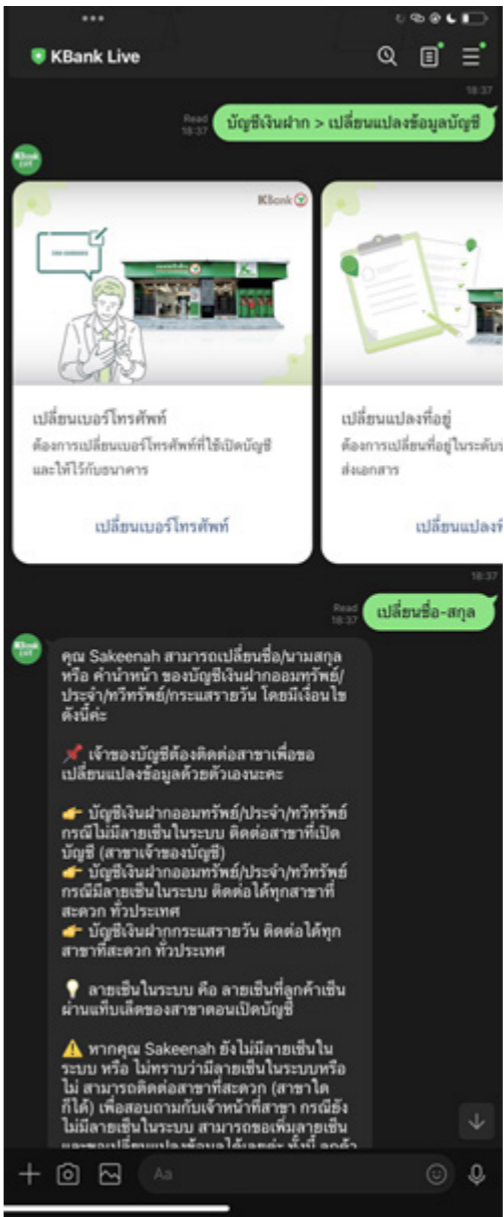 KBank Live
18:37
Read
18:37
บัญชีเงินฝาก > เปลี่ยนแปลงข้อมูลบัญชี
KBank
เปลี่ยนเบอร์โทรศัพท์
ต้องการเปลี่ยนเบอร์โทรศัพท์ที่ใช้เปิดบัญชี
และให้ไว้กับธนาคาร
เปลี่ยนเบอร์โทรศัพท์
เปลี่ยนแปลงที่อยู่
ต้องการเปลี่ยนที่อยู่ในระดับ
ส่งเอกสาร
เปลี่ยนแปลง
18:37
Read
18:37
เปลี่ยนชื่อ-สกุล
คุณ Sakeenah สามารถเปลี่ยนชื่อ/นามสกุล
หรือ คำนำหน้า ของบัญชีเงินฝากออมทรัพย์/
ประจำ/ทวีทรัพย์/กระแสรายวัน โดยมีเงื่อนไข
ดังนี้ค่ะ
📌 เจ้าของบัญชีต้องติดต่อสาขาเพื่อขอ
เปลี่ยนแปลงข้อมูลด้วยตัวเองนะคะ
👉 บัญชีเงินฝากออมทรัพย์/ประจำ/ทวีทรัพย์
กรณีไม่มีลายเซ็นในระบบ ติดต่อสาขาที่เปิด
บัญชี (สาขาเจ้าของบัญชี)
👉 บัญชีเงินฝากออมทรัพย์/ประจำ/ทวีทรัพย์
กรณีมีลายเซ็นในระบบ ติดต่อได้ทุกสาขาที่
สะดวก ทั่วประเทศ
👉 บัญชีเงินฝากกระแสรายวัน ติดต่อได้ทุก
สาขาที่สะดวก ทั่วประเทศ
💡 ลายเซ็นในระบบ คือ ลายเซ็นที่ลูกค้าเซ็น
ผ่านแท็บเล็ตของสาขาตอนเปิดบัญชี
⚠️ หากคุณ Sakeenah ยังไม่มีลายเซ็นใน
ระบบ หรือ ไม่ทราบว่ามีลายเซ็นในระบบหรือ
ไม่ สามารถติดต่อสาขาที่สะดวก (สาขาใด
ก็ได้) เพื่อสอบถามกับเจ้าหน้าที่สาขา กรณียัง
ไม่มีลายเซ็นในระบบ สามารถขอเพิ่มลายเซ็น
และขอเปลี่ยนแปลงข้อมูลได้เลยค่ะ ทั้งนี้ ลูกค้า
Aa